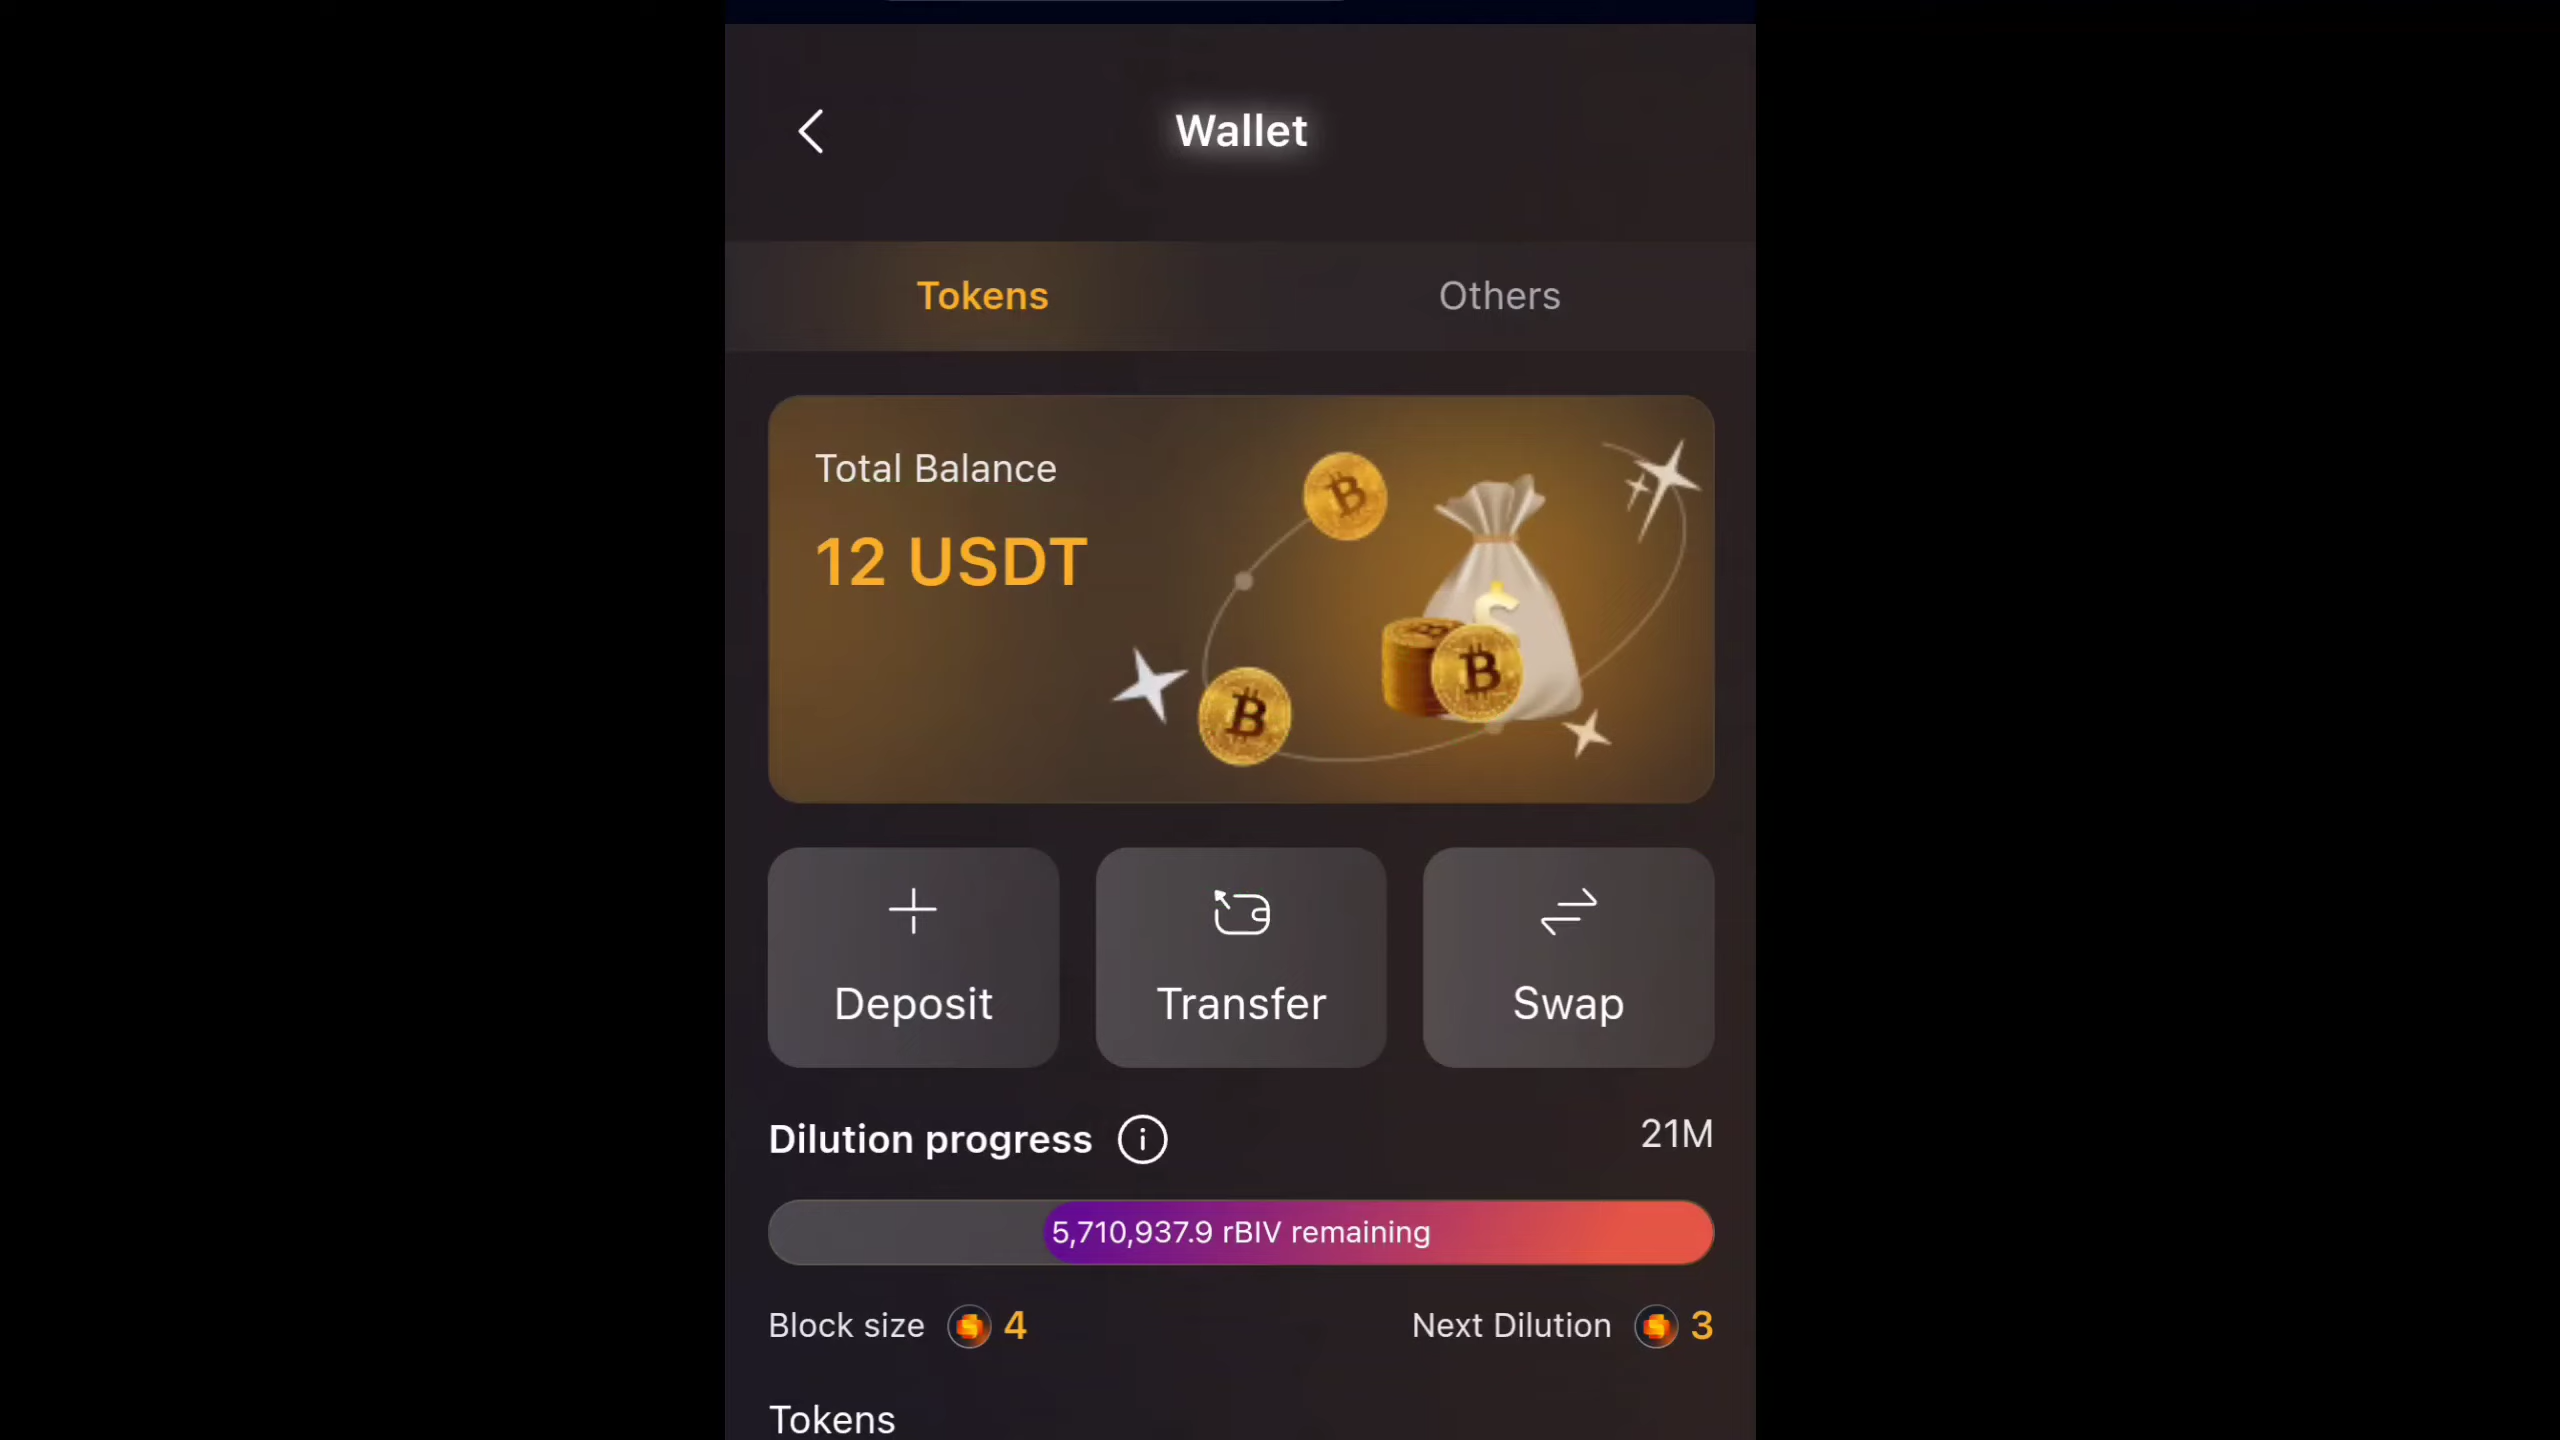 Wallet
Tokens
Others
Total Balance
12 USDT
Deposit
Transfer
Swap
Dilution progress
21M
5,710,937.9 rBIV remaining
Block size 4
Next Dilution 3
Tokens